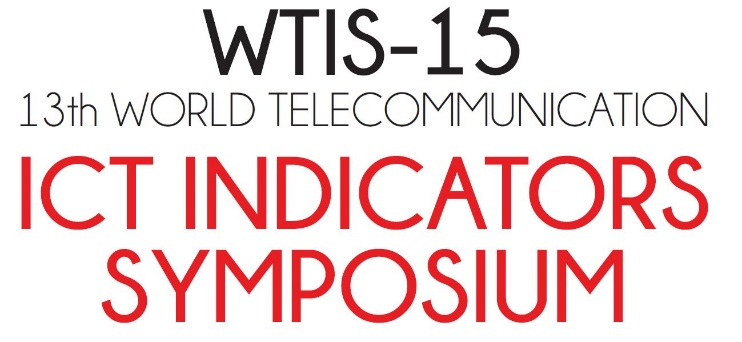 WTIS-15
13th WORLD TELECOMMUNICATION
ICT INDICATORS
SYMPOSIUM